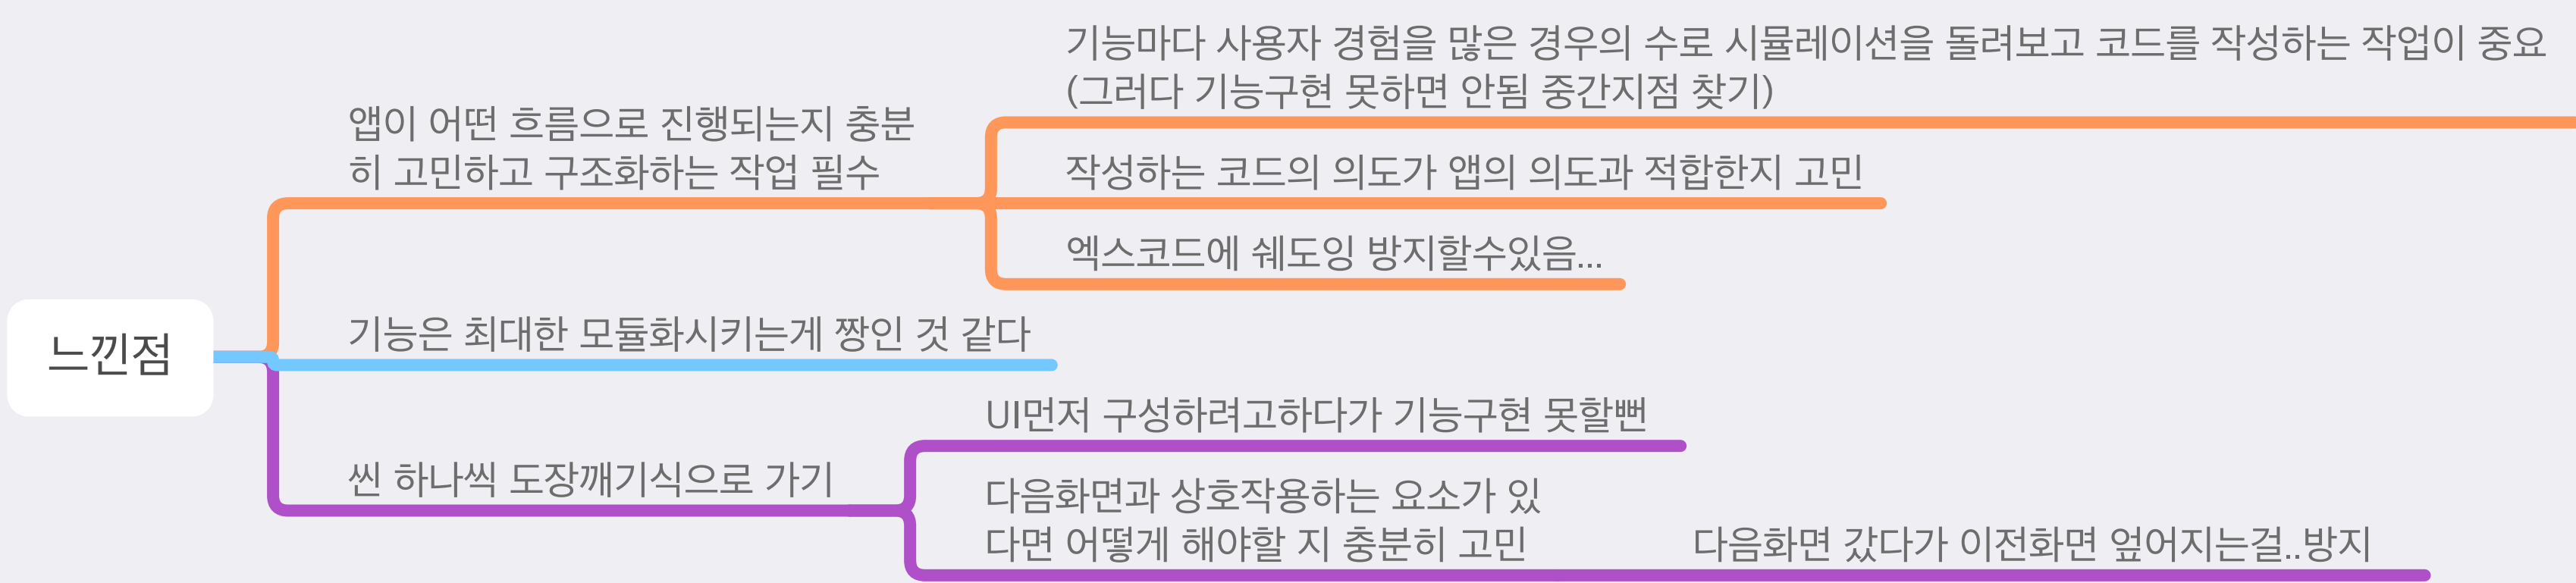 느낀점
앱이 어떤 흐름으로 진행되는지 충분
히 고민하고 구조화하는 작업 필수
기능마다 사용자 경험을 많은 경우의 수로 시뮬레이션을 돌려보고 코드를 작성하는 작업이 중요
(그러다 기능구현 못하면 안됨 중간지점 찾기)
작성하는 코드의 의도가 앱의 의도과 적합한지 고민
엑스코드에 쉐도잉 방지할수있음...
기능은 최대한 모듈화시키는게 짱인 것 같다
씬 하나씩 도장깨기식으로 가기
UI먼저 구성하려고하다가 기능구현 못할뻔
다음화면과 상호작용하는 요소가 있
다면 어떻게 해야할 지 충분히 고민
다음화면 갔다가 이전화면 엎어지는걸..방지